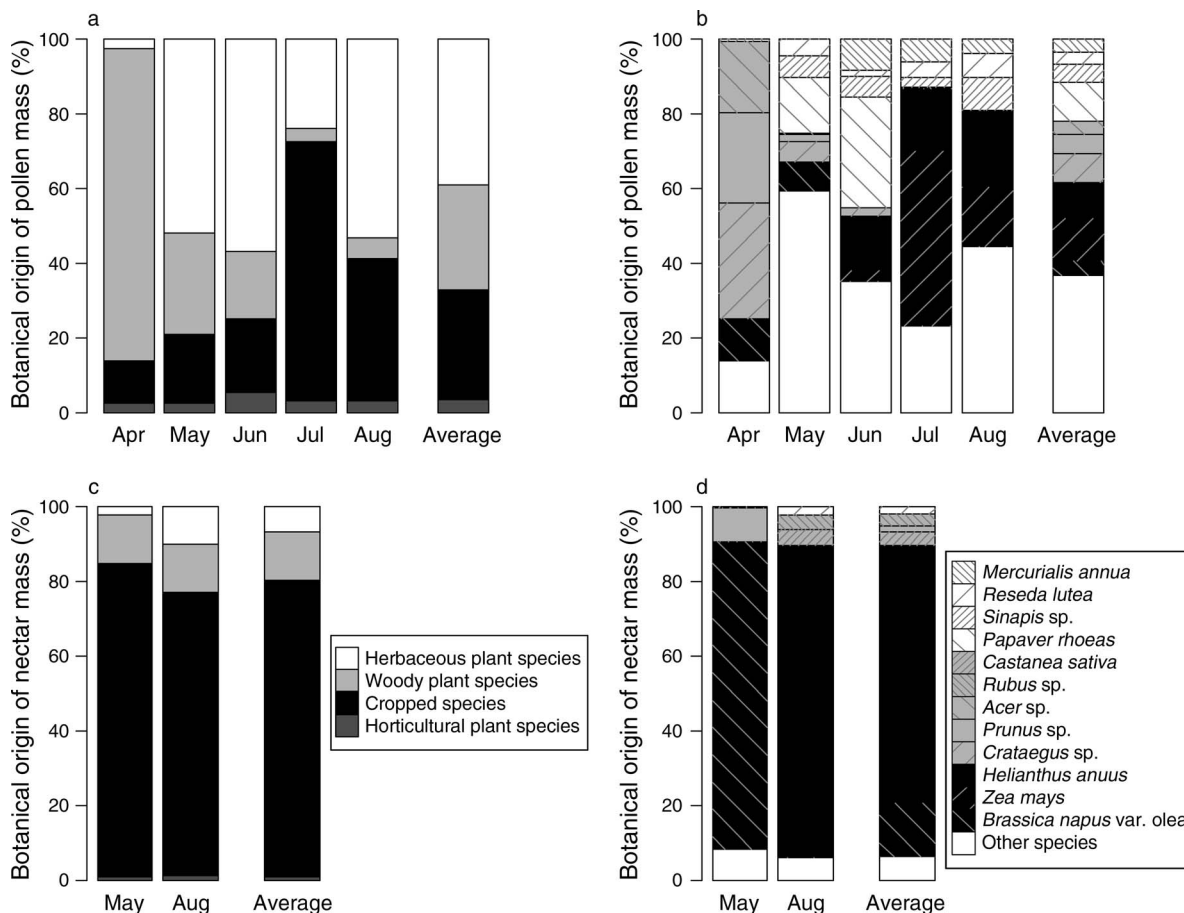 a
Botanical origin of pollen mass (%)
100
80
60
40
20
0
Apr May Jun Jul Aug Average
b
Botanical origin of pollen mass (%)
100
80
60
40
20
0
Apr May Jun Jul Aug Average
c
Botanical origin of nectar mass (%)
100
80
60
40
20
0
May Aug Average
Herbaceous plant species
Woody plant species
Cropped species
Horticultural plant species
d
Botanical origin of nectar mass (%)
100
80
60
40
20
0
May Aug Average
Mercurialis annua
Reseda lutea
Sinapis sp.
Papaver rhoeas
Castanea sativa
Rubus sp.
Acer sp.
Prunus sp.
Crataegus sp.
Helianthus anuus
Zea mays
Brassica napus var. olea
Other species